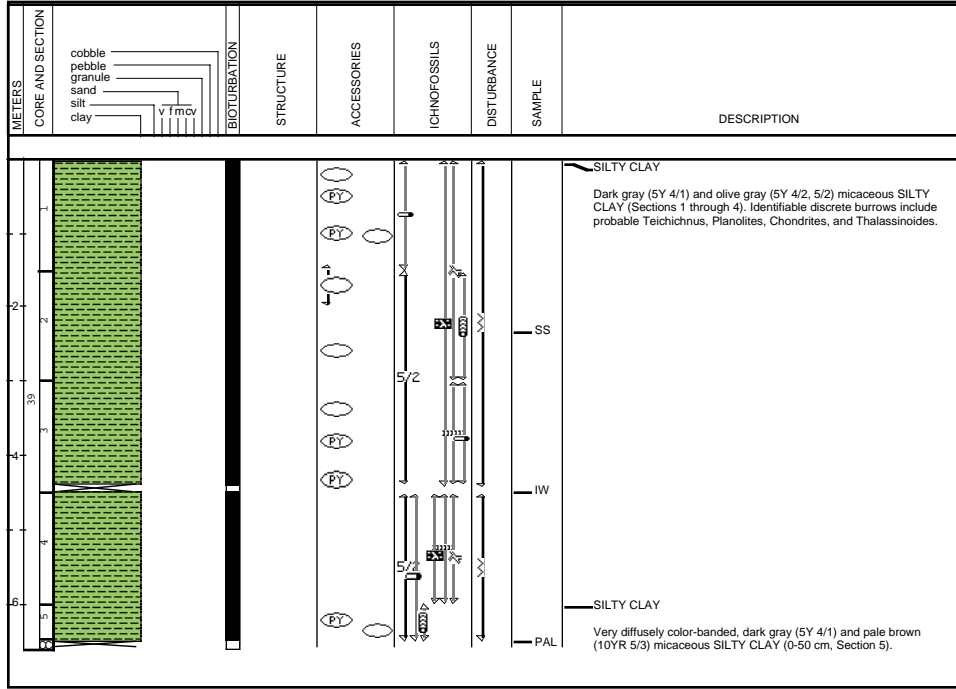 METERS
CORE AND SECTION
cobble
pebble
granule
sand
silt
v f m c v
clay
BIOTURBATION
STRUCTURE
ACCESSORIES
ICHNOFOSSILS
DISTURBANCE
SAMPLE
DESCRIPTION
SILTY CLAY
Dark gray (5Y 4/1) and olive gray (5Y 4/2, 5/2) micaceous SILTY
CLAY (Sections 1 through 4). Identifiable discrete burrows include
probable Teichichnus, Planolites, Chondrites, and Thalassinoides.
PY
1
PY
2
2
SS
5/2
39
3
PY
4
PY
IW
4
5/2
6
SILTY CLAY
5
PY
Very diffusely color-banded, dark gray (5Y 4/1) and pale brown
(10YR 5/3) micaceous SILTY CLAY (0-50 cm, Section 5).
CC
PAL